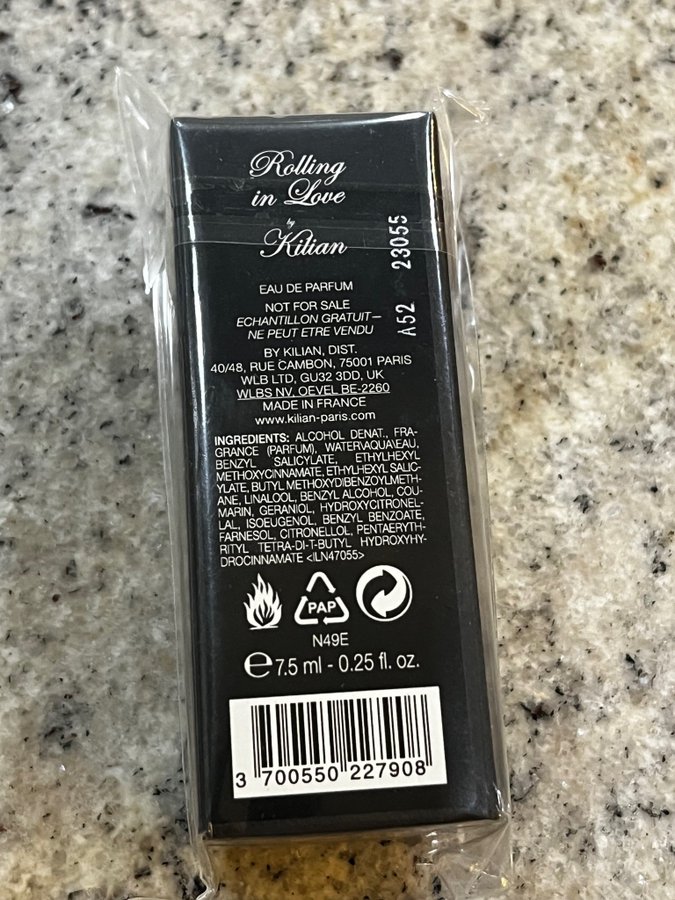 Rolling
in Love
by
Kilian
A52 23055
EAU DE PARFUM
NOT FOR SALE
ECHANTILLON GRATUIT—
NE PEUT ETRE VENDU
BY KILIAN, DIST.
40/48, RUE CAMBON, 75001 PARIS
WLB LTD, GU32 3DD, UK
WLBS NV, OEVEL BE-2260
MADE IN FRANCE
www.kilian-paris.com
INGREDIENTS: ALCOHOL DENAT., FRA-
GRANCE (PARFUM), WATER\AQUA\EAU,
BENZYL SALICYLATE, ETHYLHEXYL
METHOXYCINNAMATE, ETHYLHEXYL SALIC-
YLATE, BUTYL METHOXYDIBENZOYLMETH-
ANE, LINALOOL, BENZYL ALCOHOL, COU-
MARIN, GERANIOL, HYDROXYCITRONEL-
LAL, ISOEUGENOL, BENZYL BENZOATE,
FARNESOL, CITRONELLOL, PENTAERYTH-
RITYL TETRA-DI-T-BUTYL HYDROXYHY-
DROCINNAMATE <ILN47055>
PAP
N49E
e 7.5 ml - 0.25 fl. oz.
3 700550 227908